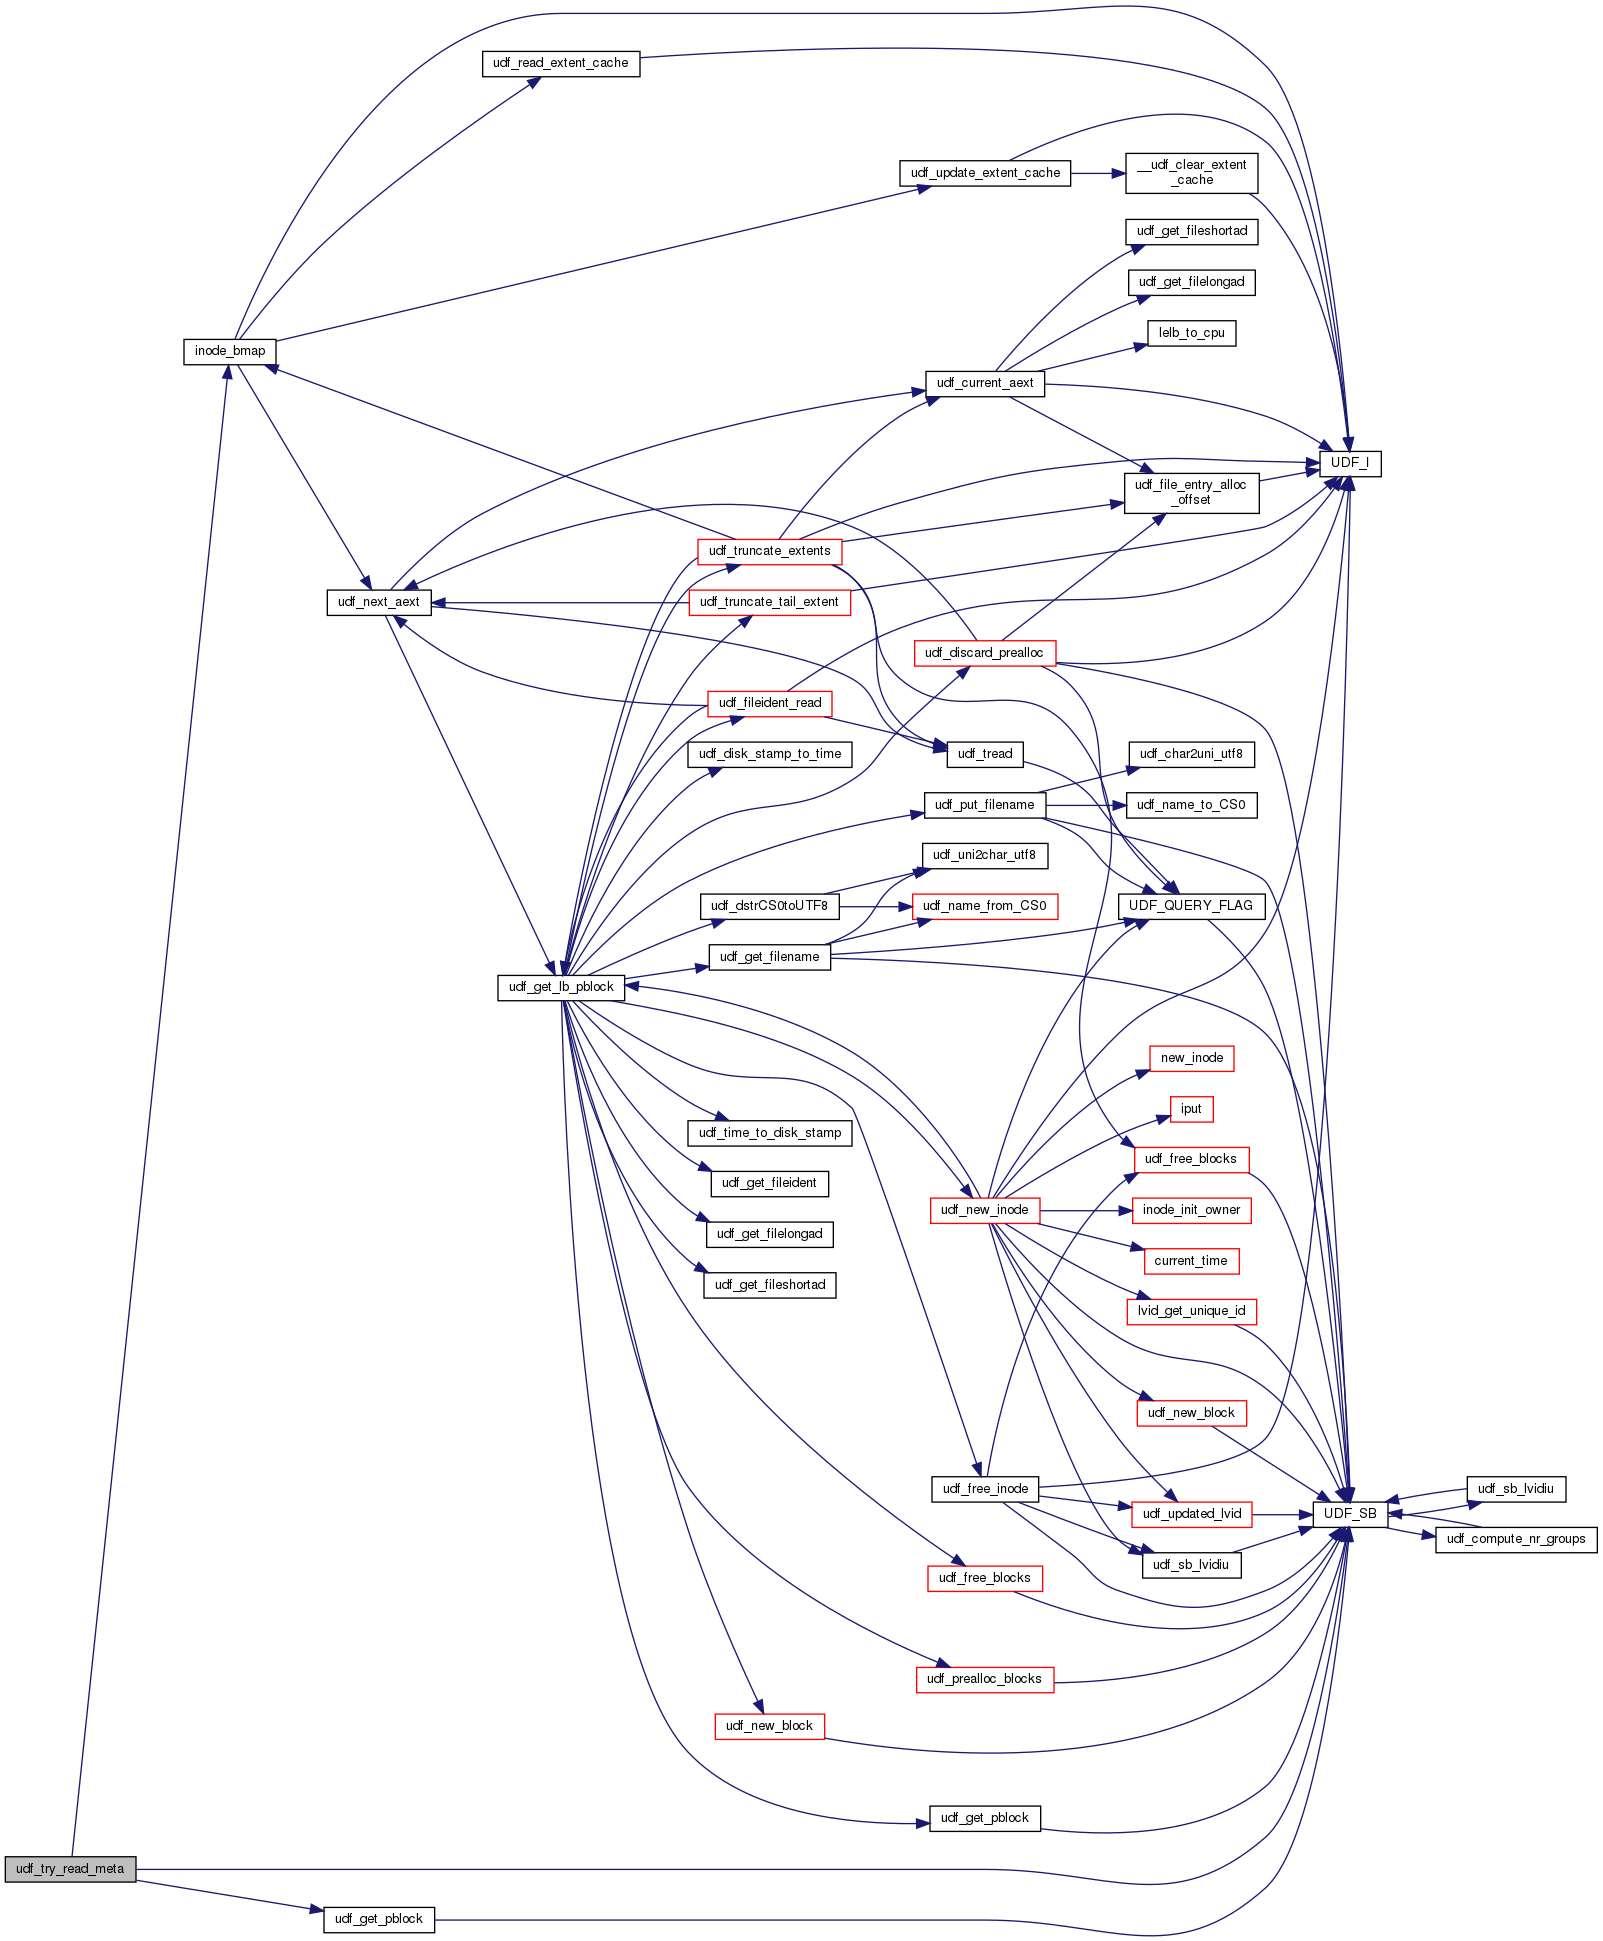 udf_read_extent_cache
udf_update_extent_cache
__udf_clear_extent
_cache
udf_get_fileshortad
udf_get_filelongad
lelb_to_cpu
inode_bmap
udf_current_aext
UDF_I
udf_file_entry_alloc
_offset
udf_truncate_extents
udf_next_aext
udf_truncate_tail_extent
udf_discard_prealloc
udf_fileident_read
udf_disk_stamp_to_time
udf_tread
udf_char2uni_utf8
udf_put_filename
udf_name_to_CS0
udf_uni2char_utf8
udf_dstrCS0toUTF8
udf_name_from_CS0
UDF_QUERY_FLAG
udf_get_filename
udf_get_lb_pblock
new_inode
iput
udf_time_to_disk_stamp
udf_free_blocks
udf_get_fileident
udf_new_inode
inode_init_owner
udf_get_filelongad
current_time
udf_get_fileshortad
lvid_get_unique_id
udf_new_block
udf_free_inode
udf_sb_lvidiu
udf_updated_lvid
UDF_SB
udf_compute_nr_groups
udf_sb_lvidiu
udf_free_blocks
udf_prealloc_blocks
udf_new_block
udf_get_pblock
udf_try_read_meta
udf_get_pblock